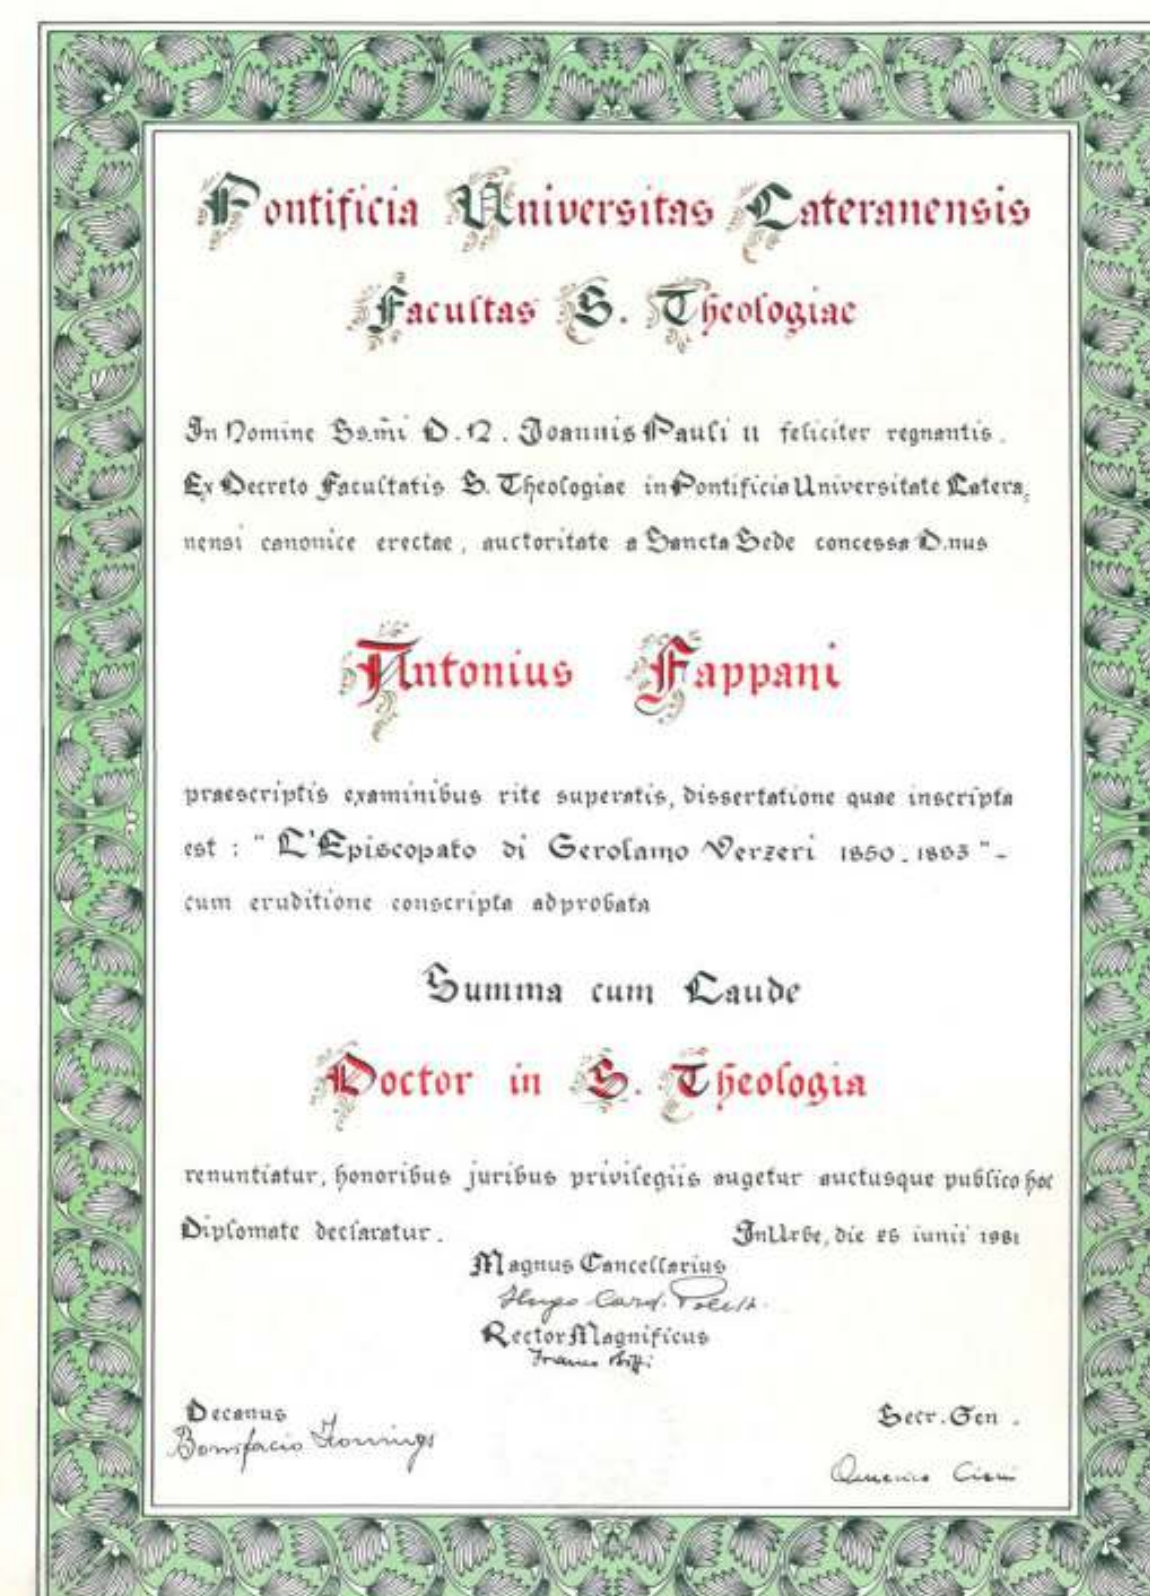 Pontificia Universitas Lateranensis
Facultas S. Theologiae
In Nomine Ss.mi D. N. Joannis Pauli II feliciter regnantis.
Ex Decreto Facultatis S. Theologiae in Pontificia Universitate Latera,
nensi canonice erectae, auctoritate a Sancta Sede concessa D.nus
Antonius Fappani
praescriptis examinibus rite superatis, dissertatione quae inscripta
est : " L'Episcopato di Gerolamo Verzeri 1850.1883 " -
cum eruditione conscripta adprobata
Summa cum Laude
Doctor in S. Theologia
renuntiatur, honoribus juribus privilegiis augetur auctusque publico hoc
Diplomate declaratur. In Urbe, die 26 iunii 1981
Magnus Cancellarius
Hugo Card. Poletti
Rector Magnificus
Franco Biffi
Decanus Secr. Gen.
Bonifacio Honings